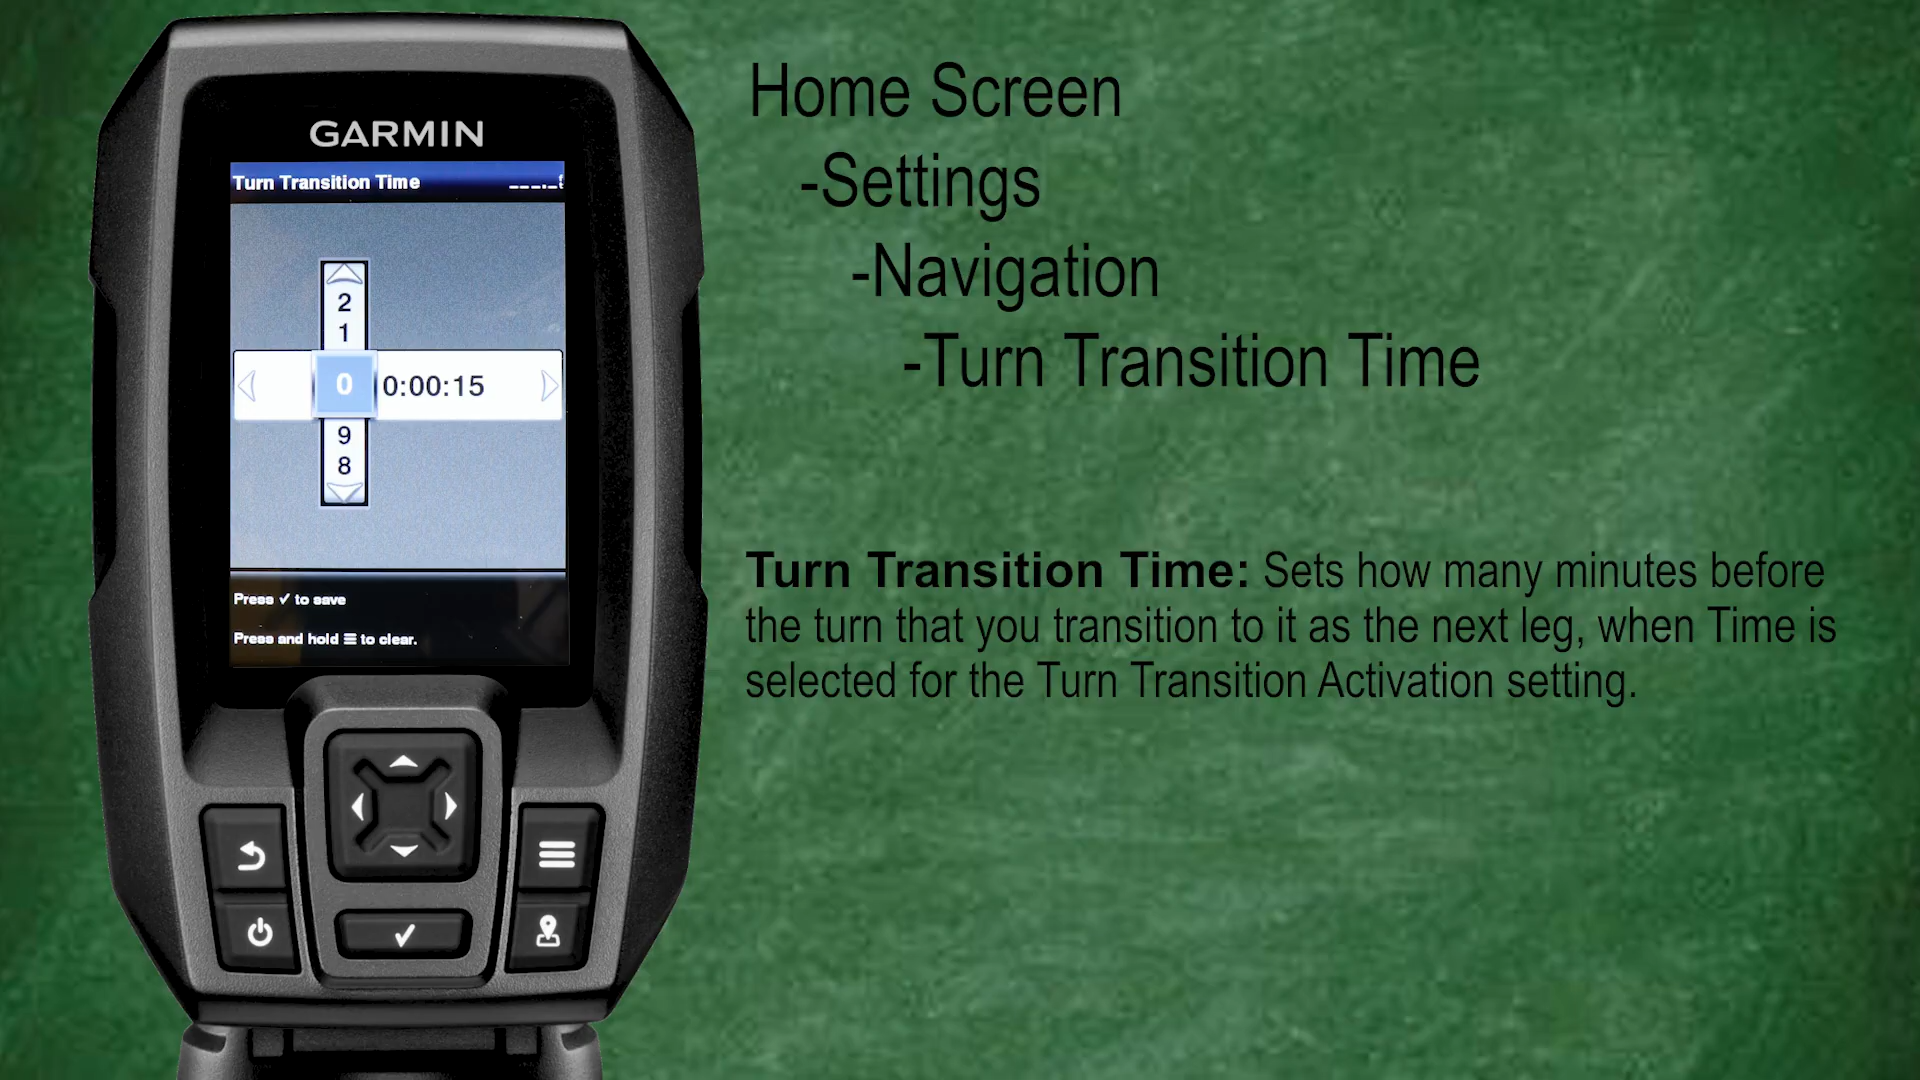 GARMIN
Turn Transition Time
2
1
0 0:00:15
9
8
Press ✓ to save
Press and hold ☰ to clear.
Home Screen
-Settings
-Navigation
-Turn Transition Time
Turn Transition Time: Sets how many minutes before
the turn that you transition to it as the next leg, when Time is
selected for the Turn Transition Activation setting.